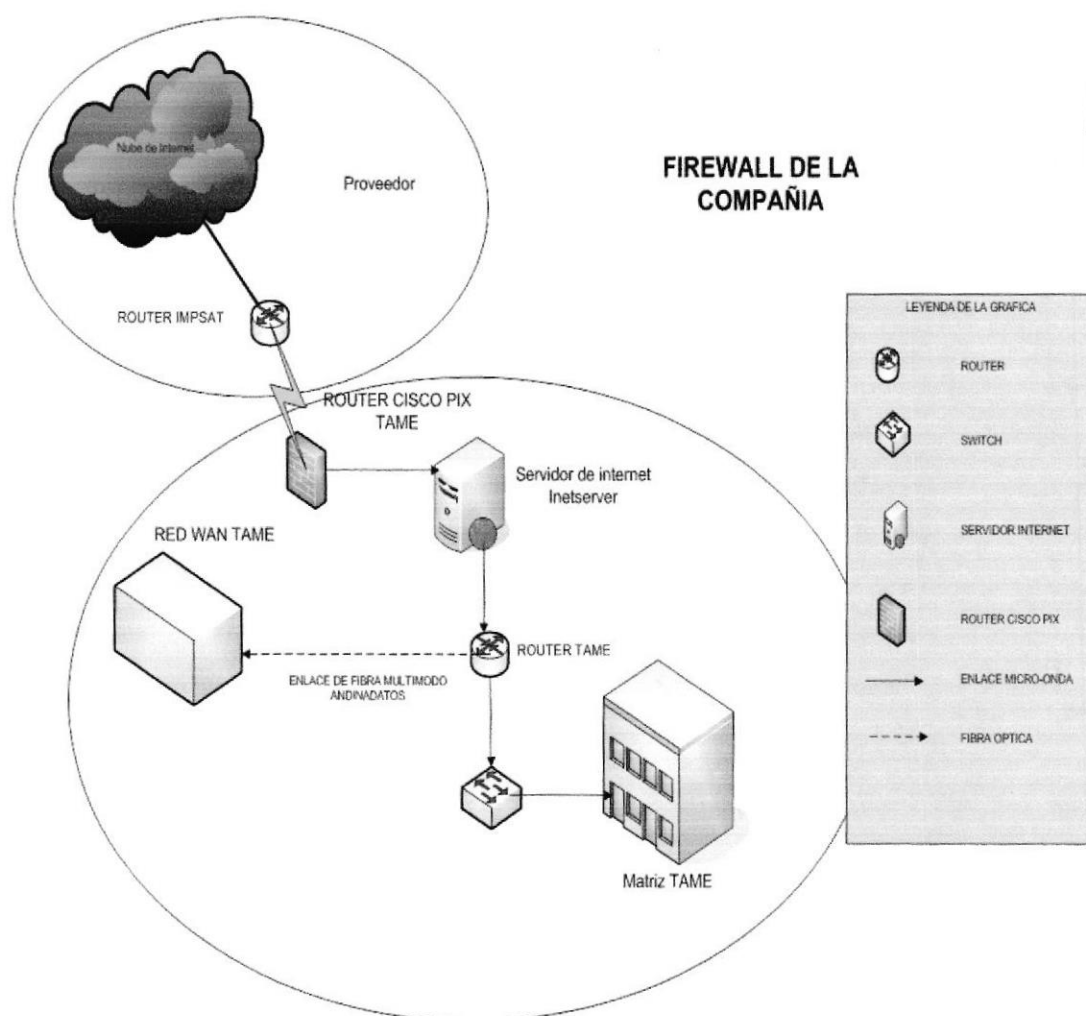 Nube de Internet
Proveedor
FIREWALL DE LA
COMPAÑIA
ROUTER IMPSAT
LEYENDA DE LA GRAFICA
ROUTER
SWITCH
SERVIDOR INTERNET
ROUTER CISCO PIX
ENLACE MICRO-ONDA
FIBRA OPTICA
ROUTER CISCO PIX
TAME
Servidor de internet
Inetserver
RED WAN TAME
ROUTER TAME
ENLACE DE FIBRA MULTIMODO
ANDINADATOS
Matriz TAME